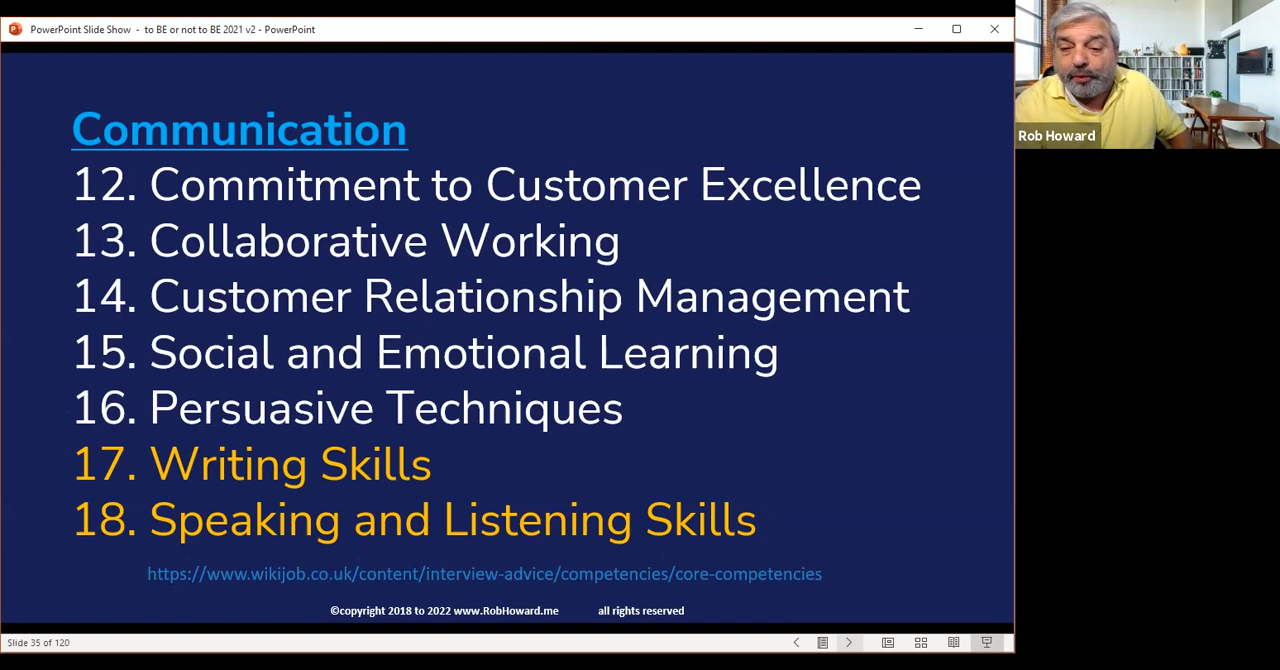 PowerPoint Slide Show - to BE or not to BE 2021 v2 - PowerPoint
Rob Howard
Communication
12. Commitment to Customer Excellence
13. Collaborative Working
14. Customer Relationship Management
15. Social and Emotional Learning
16. Persuasive Techniques
17. Writing Skills
18. Speaking and Listening Skills
https://www.wikijob.co.uk/content/interview-advice/competencies/core-competencies
©copyright 2018 to 2022 www.RobHoward.me all rights reserved
Slide 35 of 120